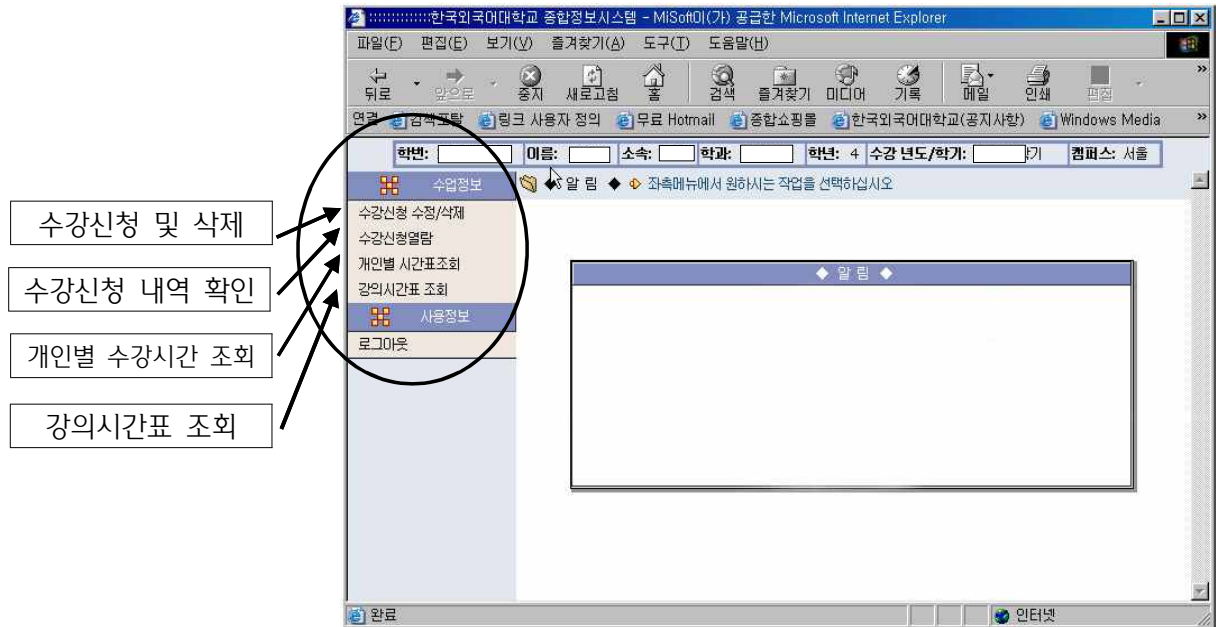 ::::::::::::::한국외국어대학교 종합정보시스템 - MiSoft이(가) 공급한 Microsoft Internet Explorer
파일(F) 편집(E) 보기(V) 즐겨찾기(A) 도구(T) 도움말(H)
뒤로 앞으로 중지 새로고침 홈 검색 즐겨찾기 미디어 기록 메일 인쇄 편집 »
연결 검색포탈 링크 사용자 정의 무료 Hotmail 종합쇼핑몰 한국외국어대학교(공지사항) Windows Media »
학번: 이름: 소속: 학과: 학년: 4 수강 년도/학기: 학기 캠퍼스: 서울
수업정보
◆ 알 림 ◆ 좌측메뉴에서 원하시는 작업을 선택하십시오
수강신청 수정/삭제
수강신청열람
개인별 시간표조회
강의시간표 조회
사용정보
로그아웃
◆ 알 림 ◆
수강신청 및 삭제
수강신청 내역 확인
개인별 수강시간 조회
강의시간표 조회
완료 인터넷